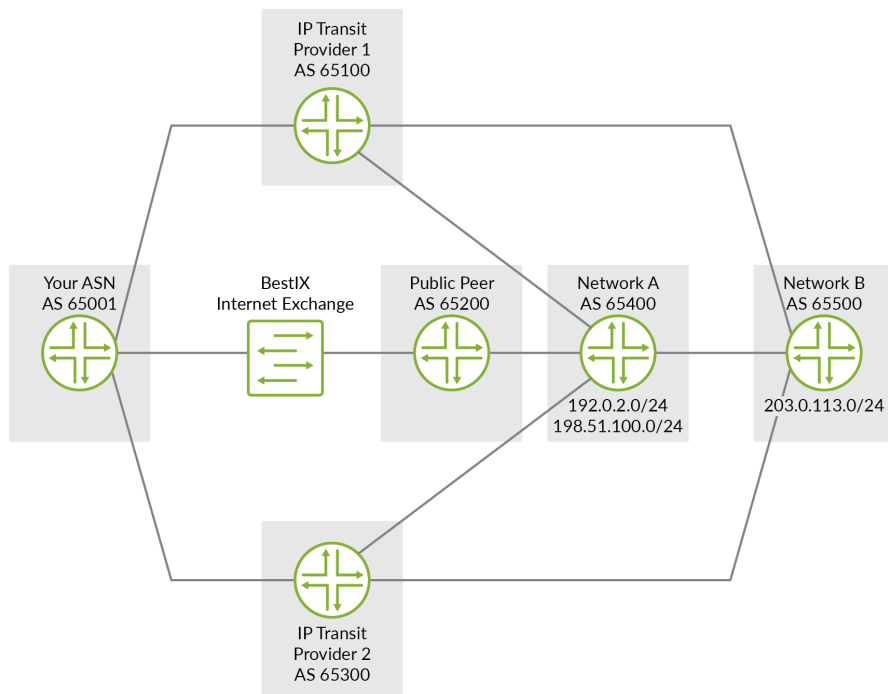 IP Transit
Provider 1
AS 65100
Your ASN
AS 65001
BestIX
Internet Exchange
Public Peer
AS 65200
Network A
AS 65400
192.0.2.0/24
198.51.100.0/24
Network B
AS 65500
203.0.113.0/24
IP Transit
Provider 2
AS 65300